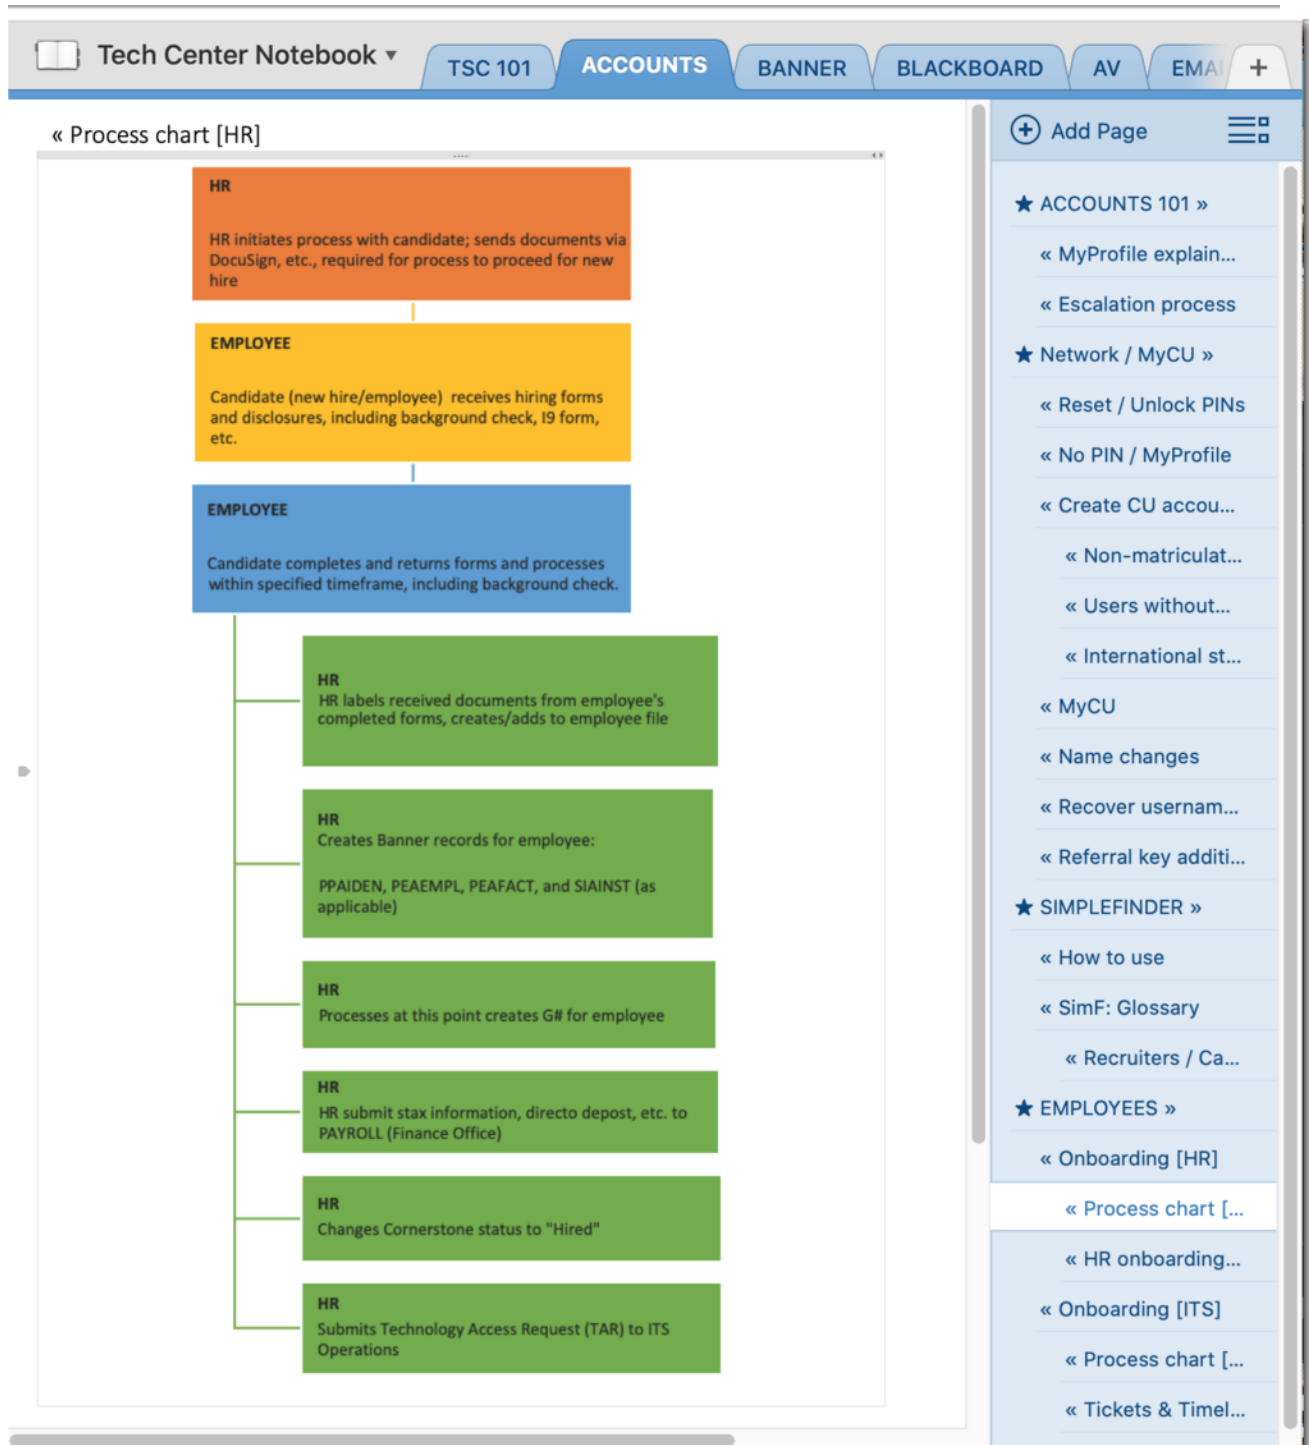 Tech Center Notebook ▾
TSC 101
ACCOUNTS
BANNER
BLACKBOARD
AV
EMAI
+
« Process chart [HR]
HR
HR initiates process with candidate; sends documents via
DocuSign, etc., required for process to proceed for new
hire
EMPLOYEE
Candidate (new hire/employee)  receives hiring forms
and disclosures, including background check, I9 form,
etc.
EMPLOYEE
Candidate completes and returns forms and processes
within specified timeframe, including background check.
HR
HR labels received documents from employee's
completed forms, creates/adds to employee file
HR
Creates Banner records for employee:
PPAIDEN, PEAEMPL, PEAFACT, and SIAINST (as
applicable)
HR
Processes at this point creates G# for employee
HR
HR submit stax information, directo depost, etc. to
PAYROLL (Finance Office)
HR
Changes Cornerstone status to "Hired"
HR
Submits Technology Access Request (TAR) to ITS
Operations
Add Page
★ ACCOUNTS 101 »
« MyProfile explain...
« Escalation process
★ Network / MyCU »
« Reset / Unlock PINs
« No PIN / MyProfile
« Create CU accou...
« Non-matriculat...
« Users without...
« International st...
« MyCU
« Name changes
« Recover usernam...
« Referral key additi...
★ SIMPLEFINDER »
« How to use
« SimF: Glossary
« Recruiters / Ca...
★ EMPLOYEES »
« Onboarding [HR]
« Process chart [...
« HR onboarding...
« Onboarding [ITS]
« Process chart [...
« Tickets & Timel...